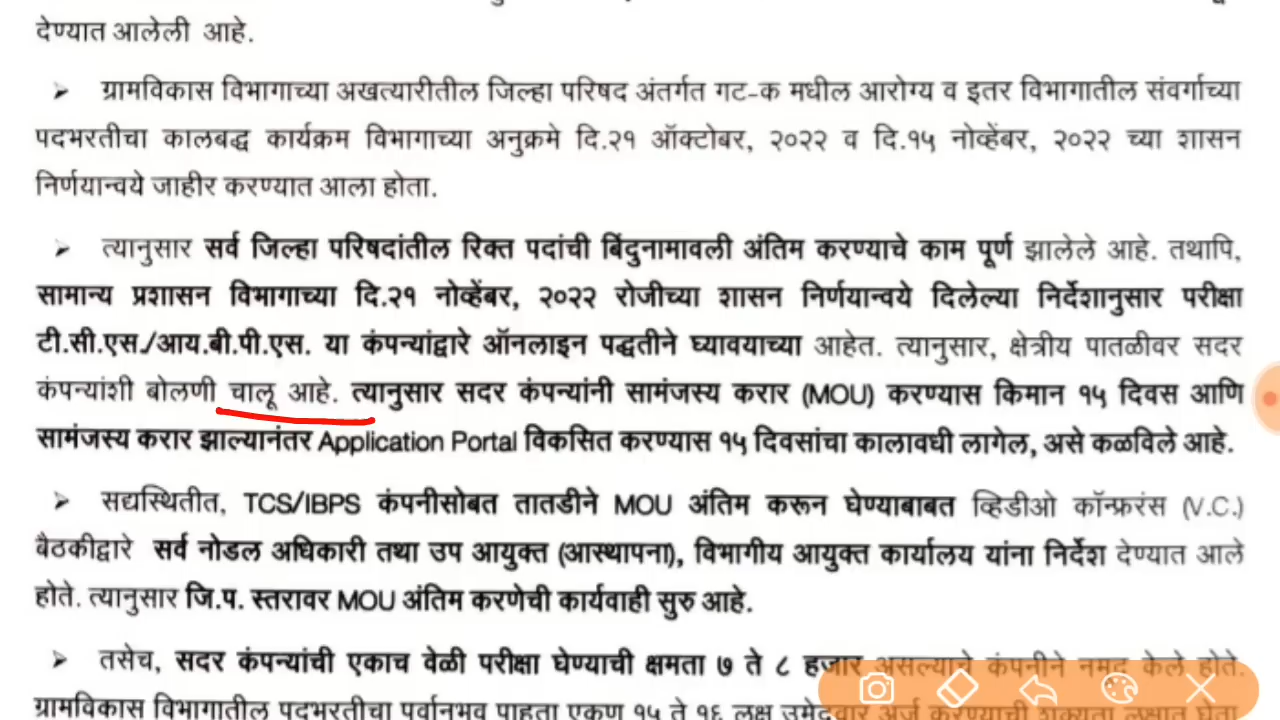 देण्यात आलेली आहे.
➢ ग्रामविकास विभागाच्या अखत्यारीतील जिल्हा परिषद अंतर्गत गट-क मधील आरोग्य व इतर विभागातील संवर्गाच्या
पदभरतीचा कालबद्ध कार्यक्रम विभागाच्या अनुक्रमे दि.२१ ऑक्टोबर, २०२२ व दि.१५ नोव्हेंबर, २०२२ च्या शासन
निर्णयान्वये जाहीर करण्यात आला होता.
➢ त्यानुसार सर्व जिल्हा परिषदांतील रिक्त पदांची बिंदुनामावली अंतिम करण्याचे काम पूर्ण झालेले आहे. तथापि,
सामान्य प्रशासन विभागाच्या दि.२१ नोव्हेंबर, २०२२ रोजीच्या शासन निर्णयान्वये दिलेल्या निर्देशानुसार परीक्षा
टी.सी.एस./आय.बी.पी.एस. या कंपन्यांद्वारे ऑनलाइन पद्धतीने घ्यावयाच्या आहेत. त्यानुसार, क्षेत्रीय पातळीवर सदर
कंपन्यांशी बोलणी चालू आहे. त्यानुसार सदर कंपन्यांनी सामंजस्य करार (MOU) करण्यास किमान १५ दिवस आणि
सामंजस्य करार झाल्यानंतर Application Portal विकसित करण्यास १५ दिवसांचा कालावधी लागेल, असे कळविले आहे.
➢ सद्यस्थितीत, TCS/IBPS कंपनीसोबत तातडीने MOU अंतिम करून घेण्याबाबत व्हिडीओ कॉन्फ्रंस (V.C.)
बैठकीद्वारे सर्व नोडल अधिकारी तथा उप आयुक्त (आस्थापना), विभागीय आयुक्त कार्यालय यांना निर्देश देण्यात आले
होते. त्यानुसार जि.प. स्तरावर MOU अंतिम करणेची कार्यवाही सुरु आहे.
➢ तसेच, सदर कंपन्यांची एकाच वेळी परीक्षा घेण्याची क्षमता ७ ते ८ हजार असल्याने कंपनीने नमूद केले होते.
ग्रामविकास विभागातील पदभरतीचा पूर्वानुभव पाहता एकूण १५ ते १६ लक्ष उमेदवार अर्ज करण्याची